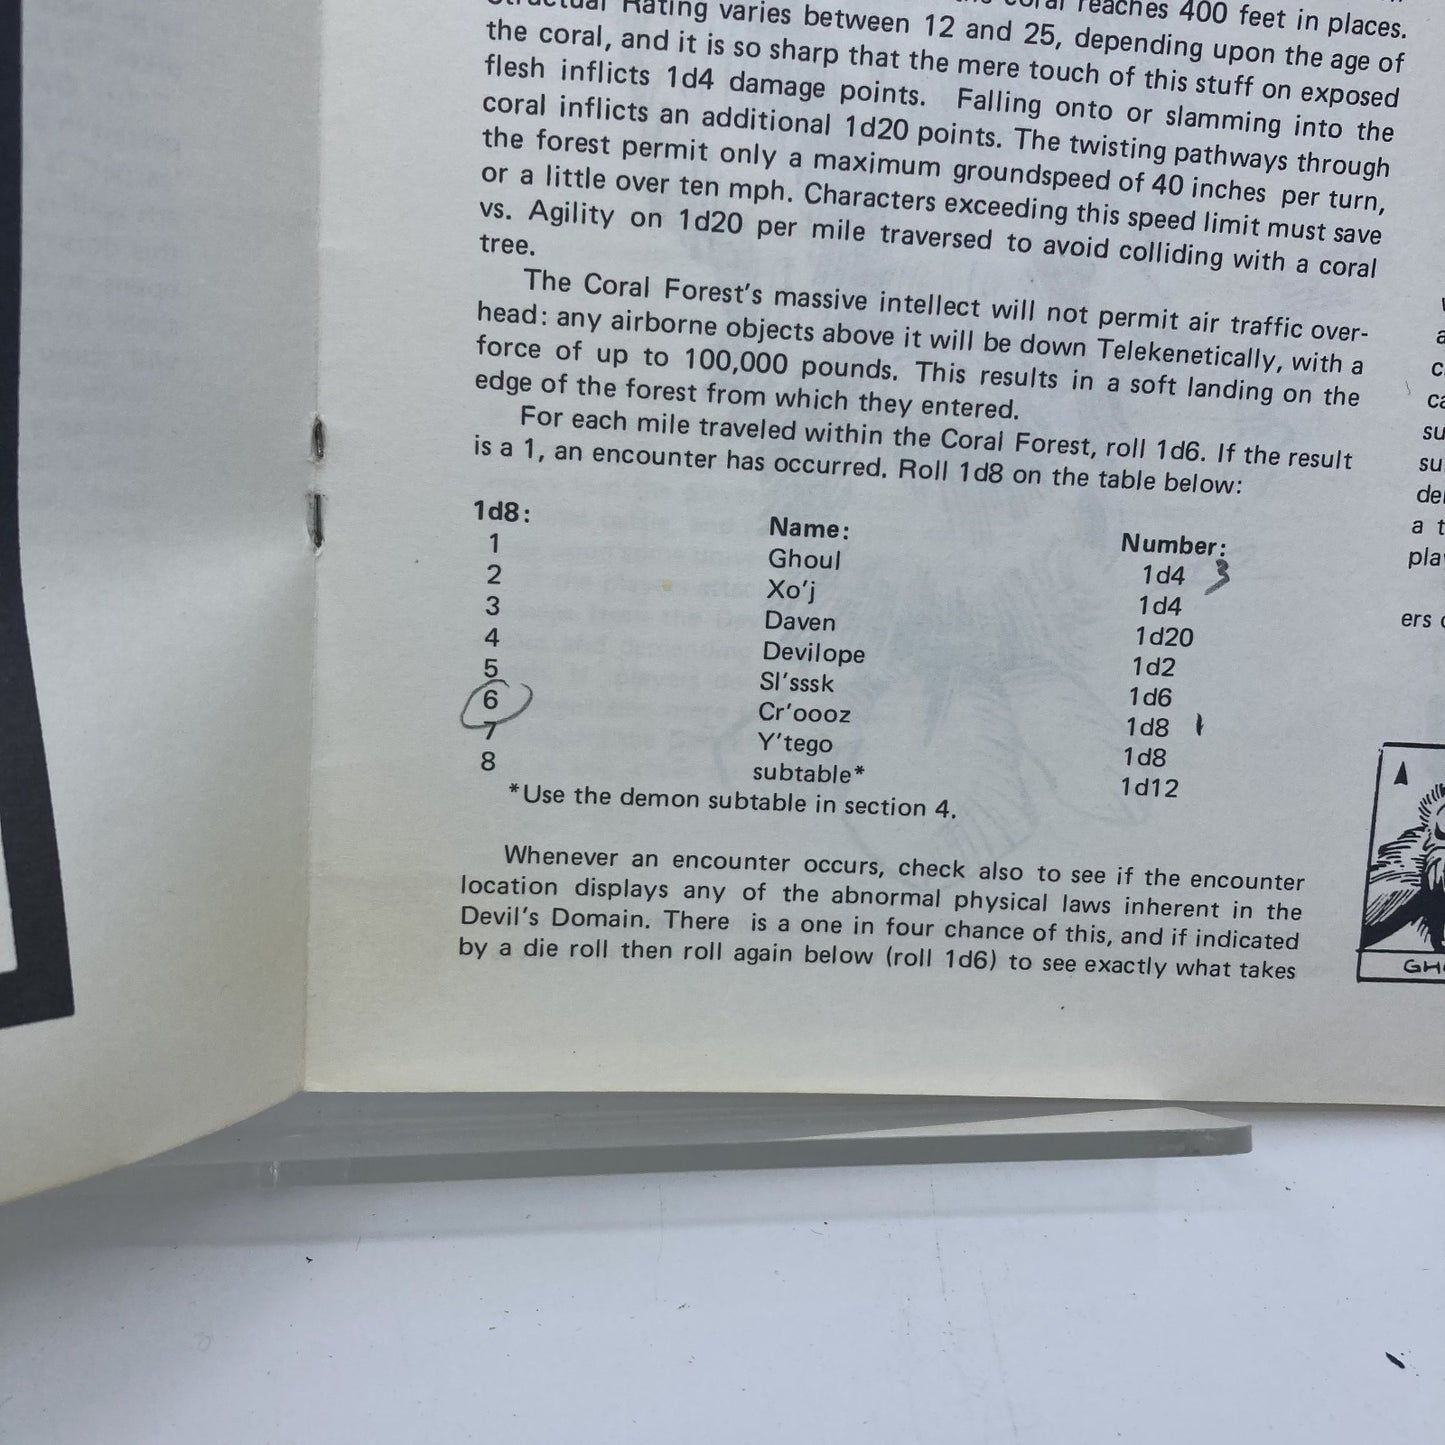 coral reaches 400 feet in places.
Structual Rating varies between 12 and 25, depending upon the age of
the coral, and it is so sharp that the mere touch of this stuff on exposed
flesh inflicts 1d4 damage points. Falling onto or slamming into the
coral inflicts an additional 1d20 points. The twisting pathways through
the forest permit only a maximum groundspeed of 40 inches per turn,
or a little over ten mph. Characters exceeding this speed limit must save
vs. Agility on 1d20 per mile traversed to avoid colliding with a coral
tree.
The Coral Forest's massive intellect will not permit air traffic over-
head: any airborne objects above it will be down Telekenetically, with a
force of up to 100,000 pounds. This results in a soft landing on the
edge of the forest from which they entered.
For each mile traveled within the Coral Forest, roll 1d6. If the result
is a 1, an encounter has occurred. Roll 1d8 on the table below:
1d8: Name: Number:
1 Ghoul 1d4 3
2 Xo'j 1d4
3 Daven 1d20
4 Devilope 1d2
5 Sl'sssk 1d6
6 Cr'oooz 1d8 1
7 Y'tego 1d8
8 subtable* 1d12
*Use the demon subtable in section 4.
Whenever an encounter occurs, check also to see if the encounter
location displays any of the abnormal physical laws inherent in the
Devil's Domain. There is a one in four chance of this, and if indicated
by a die roll then roll again below (roll 1d6) to see exactly what takes
su
su
a t
ers